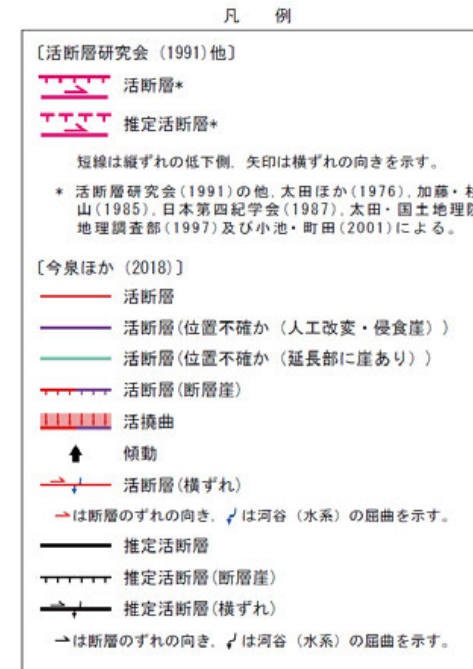 凡 例
〔活断層研究会 (1991)他〕
活断層*
推定活断層*
短線は縦ずれの低下側，矢印は横ずれの向きを示す。
* 活断層研究会(1991)の他，太田ほか(1976)，加藤・杉
山(1985)，日本第四紀学会(1987)，太田・国土地理院
地理調査部(1997)及び小池・町田(2001)による。
〔今泉ほか (2018)〕
活断層
活断層(位置不確か (人工改変・侵食崖))
活断層(位置不確か (延長部に崖あり))
活断層(断層崖)
活撓曲
傾動
活断層(横ずれ)
は断層のずれの向き，は河谷 (水系) の屈曲を示す。
推定活断層
推定活断層(断層崖)
推定活断層(横ずれ)
は断層のずれの向き，は河谷 (水系) の屈曲を示す。